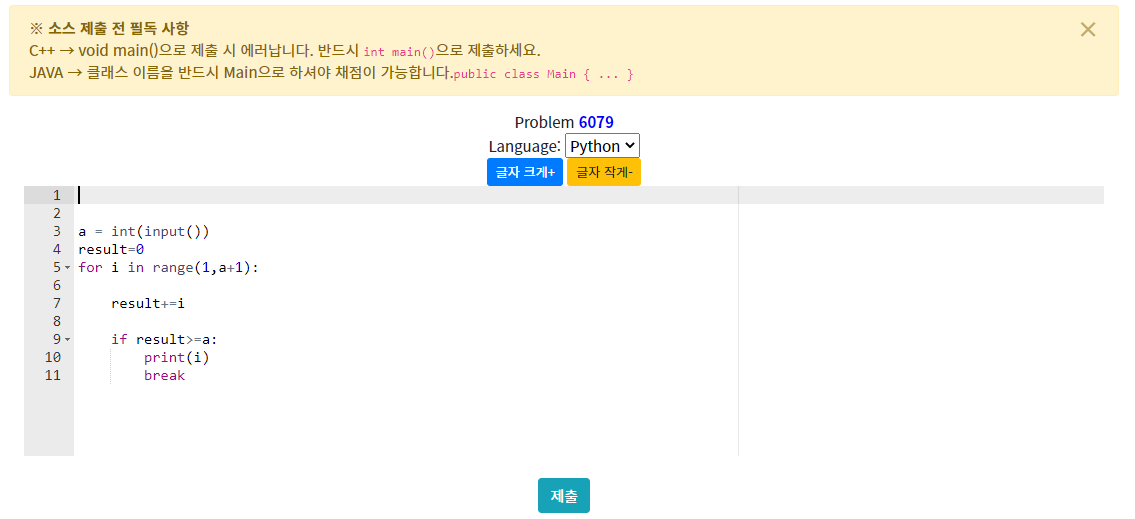 ※ 소스 제출 전 필독 사항
C++ → void main()으로 제출 시 에러납니다. 반드시 int main()으로 제출하세요.
JAVA → 클래스 이름을 반드시 Main으로 하셔야 채점이 가능합니다.public class Main { ... }
Problem 6079
Language: Python
글자 크게+ 글자 작게-
1
2
3 a = int(input())
4 result=0
5 for i in range(1,a+1):
6
7 result+=i
8
9 if result>=a:
10 print(i)
11 break
제출